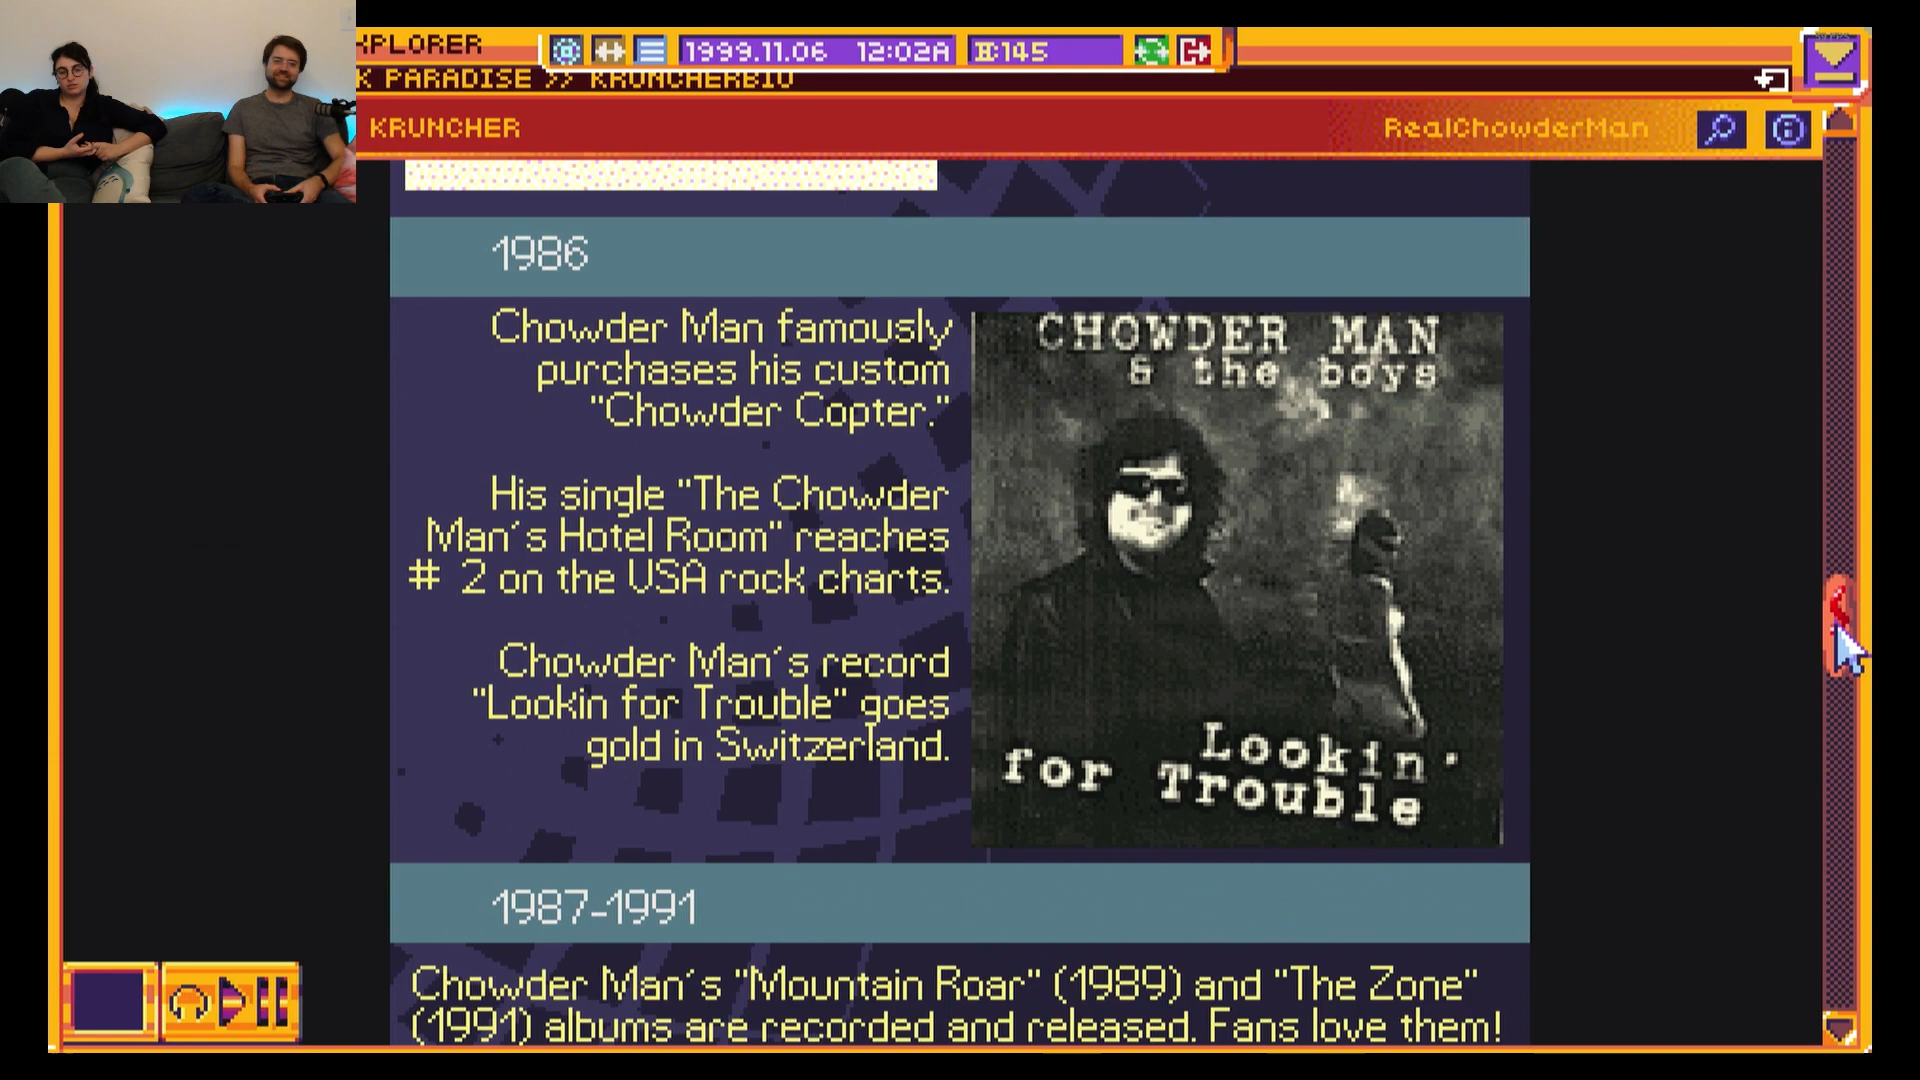 XPLORER
1999.11.06 12:02A
145
K PARADISE >> KRUNCHERBIO
KRUNCHER
RealChowderMan
1986
Chowder Man famously
purchases his custom
"Chowder Copter."
His single "The Chowder
Man's Hotel Room" reaches
# 2 on the USA rock charts.
Chowder Man's record
"Lookin for Trouble" goes
gold in Switzerland.
CHOWDER MAN
& the boys
Lookin'
for Trouble
1987-1991
Chowder Man's "Mountain Roar" (1989) and "The Zone"
(1991) albums are recorded and released. Fans love them!